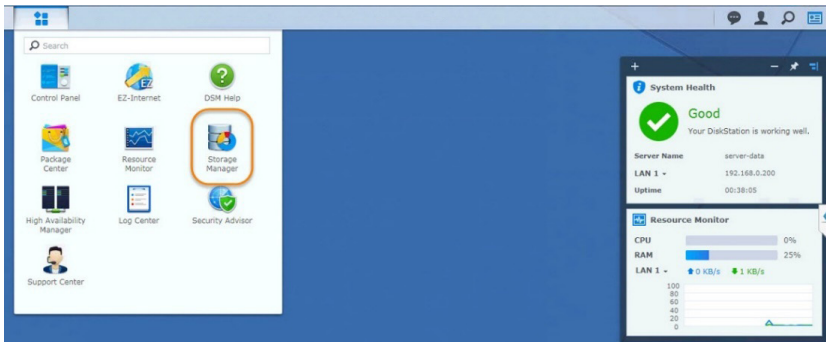 Search
Control Panel
EZ-Internet
DSM Help
Package
Center
Resource
Monitor
Storage
Manager
High Availability
Manager
Log Center
Security Advisor
Support Center
+
System Health
Good
Your DiskStation is working well.
Server Name server-data
LAN 1 192.168.0.200
Uptime 00:38:05
Resource Monitor
CPU 0%
RAM 25%
LAN 1 0 KB/s 1 KB/s
100
80
60
40
20
0